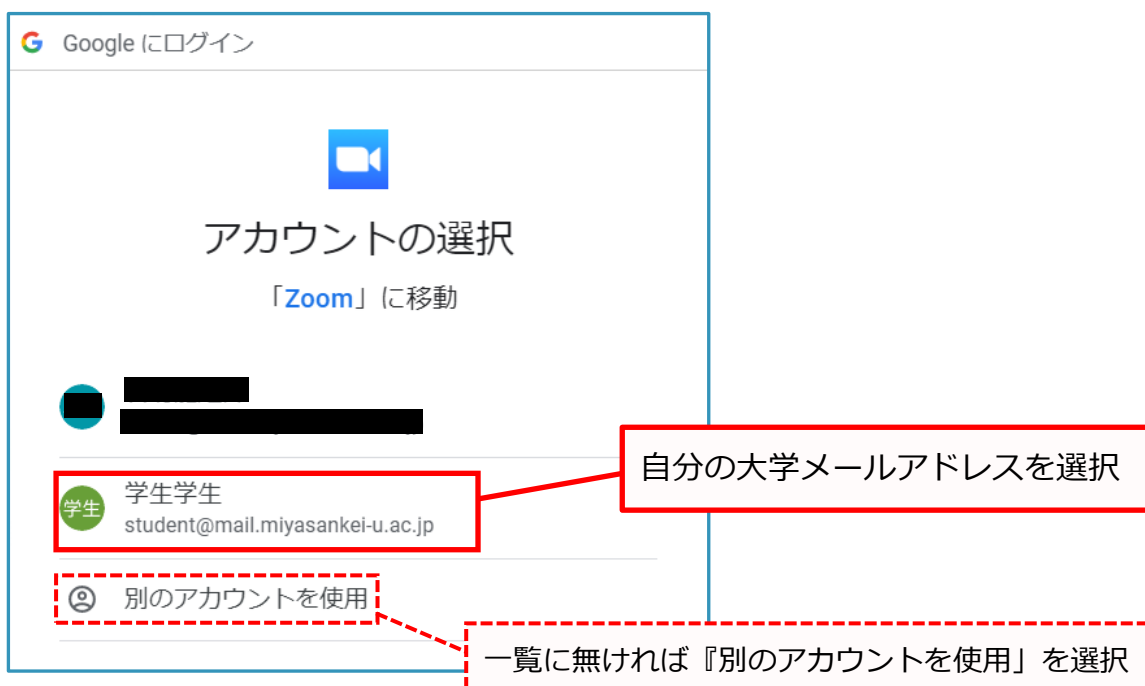 Google にログイン
アカウントの選択
「Zoom」に移動
自分の大学メールアドレスを選択
学生
学生学生
student@mail.miyasankei-u.ac.jp
別のアカウントを使用
一覧に無ければ『別のアカウントを使用」を選択